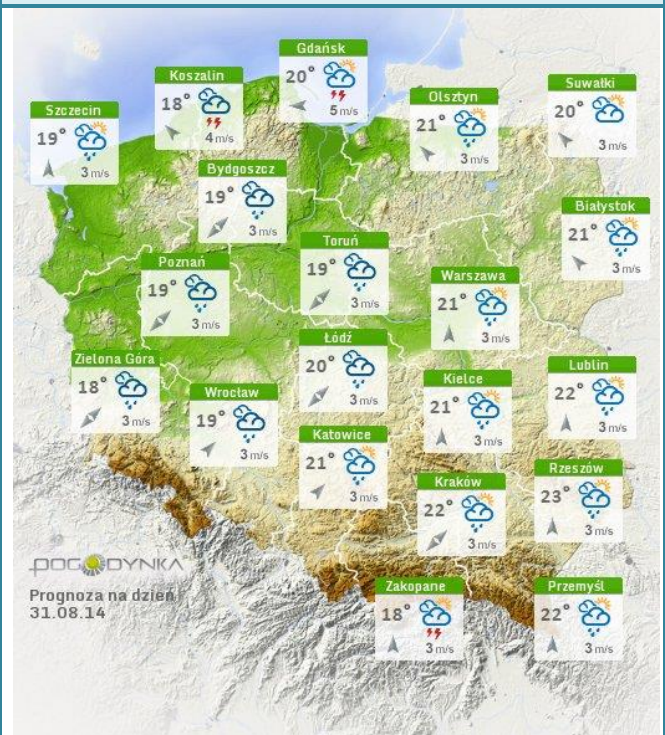 Gdańsk
20°
5 m/s
Koszalin
18°
4 m/s
Suwałki
20°
3 m/s
Olsztyn
21°
3 m/s
Szczecin
19°
3 m/s
Bydgoszcz
19°
3 m/s
Białystok
21°
3 m/s
Toruń
19°
3 m/s
Poznań
19°
3 m/s
Warszawa
21°
3 m/s
Łódź
20°
3 m/s
Zielona Góra
18°
3 m/s
Lublin
22°
3 m/s
Kielce
21°
3 m/s
Wrocław
19°
3 m/s
Katowice
21°
3 m/s
Rzeszów
23°
3 m/s
Kraków
22°
3 m/s
POGODYNKA
Prognoza na dzień
31.08.14
Zakopane
18°
3 m/s
Przemyśl
22°
3 m/s